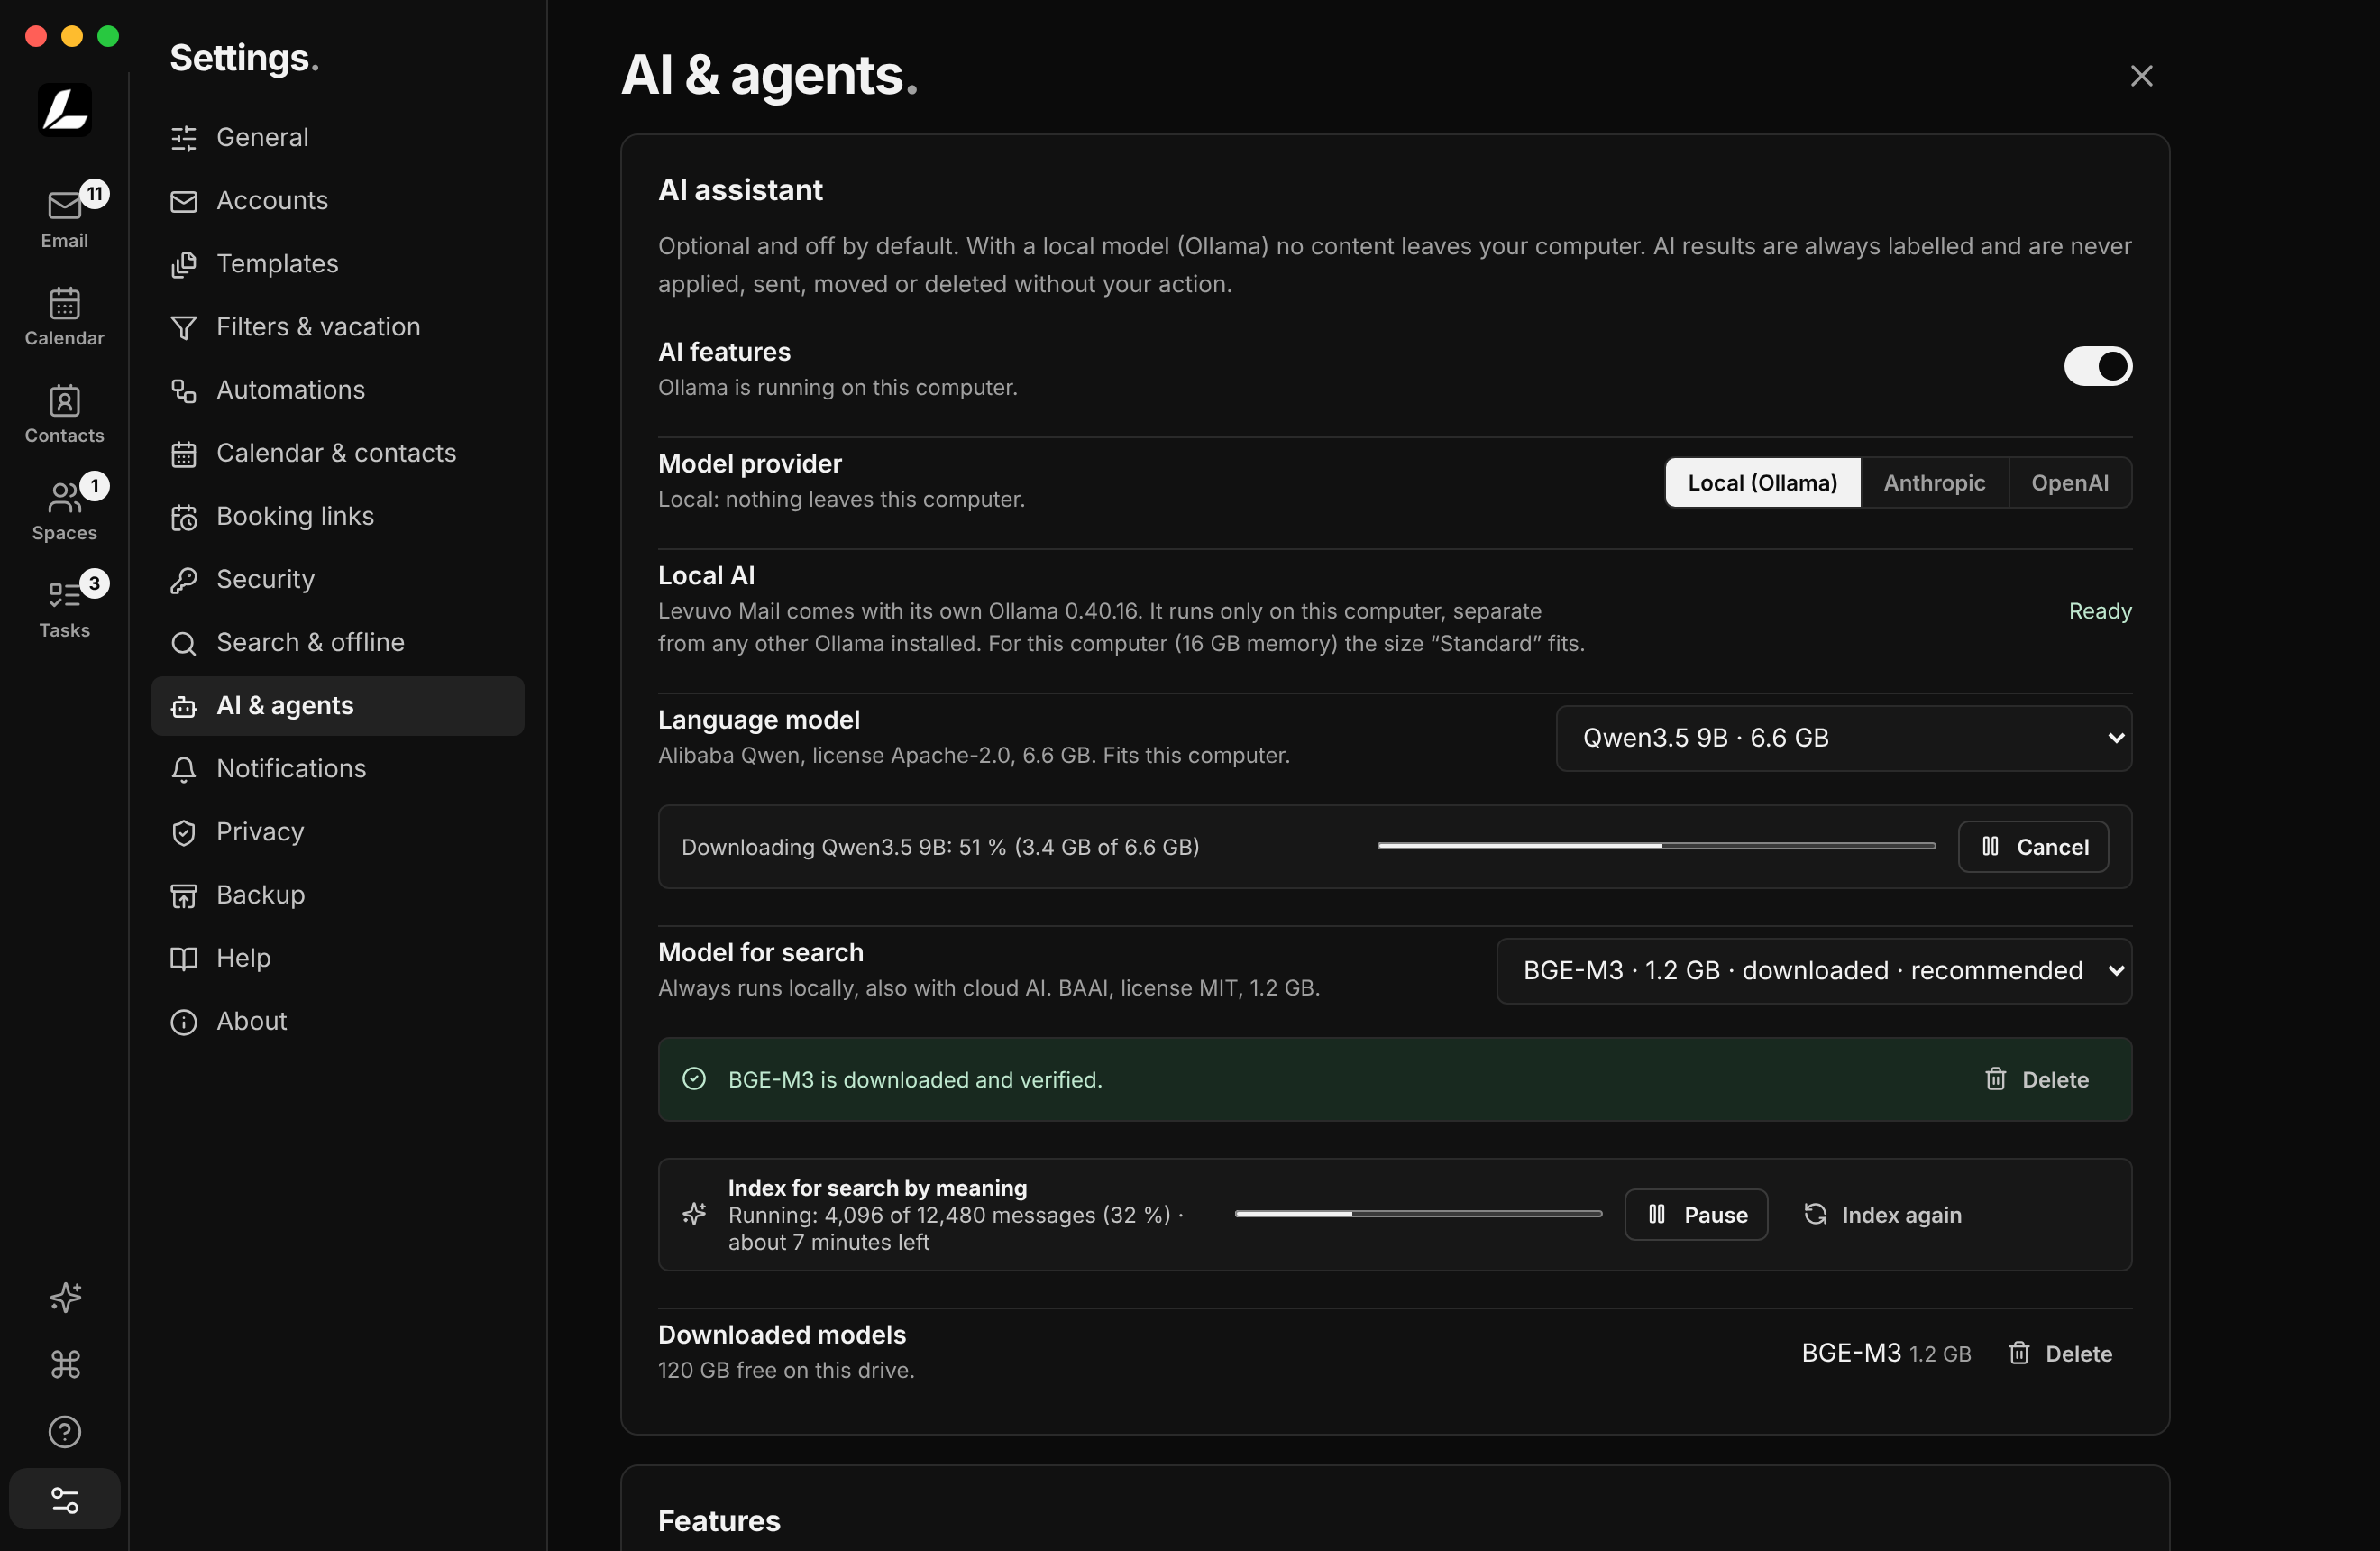 Settings.
11
Email
Calendar
Contacts
1
Spaces
3
Tasks
General
Accounts
Templates
Filters & vacation
Automations
Calendar & contacts
Booking links
Security
Search & offline
AI & agents
Notifications
Privacy
Backup
Help
About
AI & agents.
AI assistant
Optional and off by default. With a local model (Ollama) no content leaves your computer. AI results are always labelled and are never
applied, sent, moved or deleted without your action.
AI features
Ollama is running on this computer.
Model provider
Local: nothing leaves this computer.
Local (Ollama)
Anthropic
OpenAI
Local AI
Levuvo Mail comes with its own Ollama 0.40.16. It runs only on this computer, separate
from any other Ollama installed. For this computer (16 GB memory) the size “Standard” fits.
Ready
Language model
Alibaba Qwen, license Apache-2.0, 6.6 GB. Fits this computer.
Qwen3.5 9B · 6.6 GB
Downloading Qwen3.5 9B: 51 % (3.4 GB of 6.6 GB)
Cancel
Model for search
Always runs locally, also with cloud AI. BAAI, license MIT, 1.2 GB.
BGE-M3 · 1.2 GB · downloaded · recommended
BGE-M3 is downloaded and verified.
Delete
Index for search by meaning
Running: 4,096 of 12,480 messages (32 %) ·
about 7 minutes left
Pause
Index again
Downloaded models
120 GB free on this drive.
BGE-M3 1.2 GB
Delete
Features